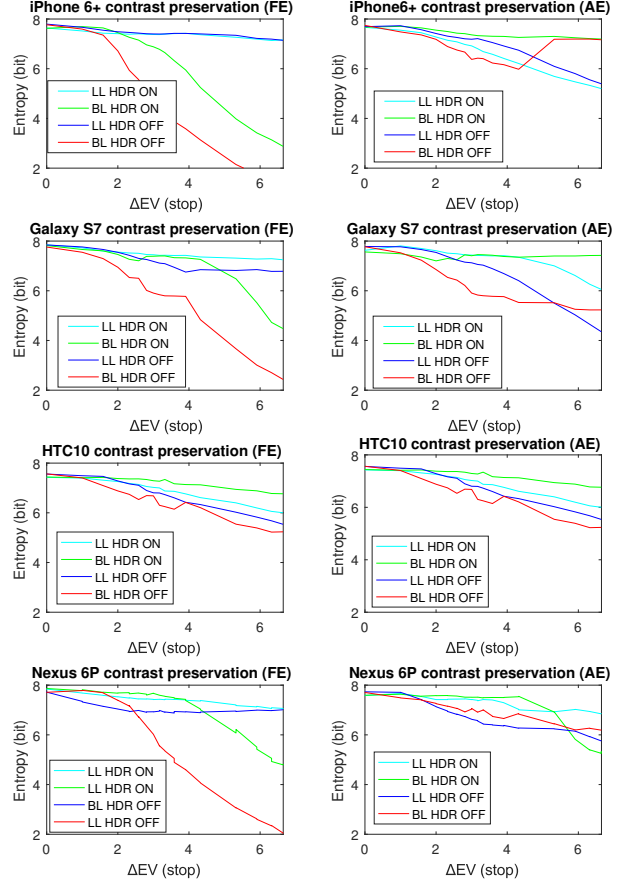 iPhone 6+ contrast preservation (FE)
8
6
4
2
0 2 4 6
Entropy (bit)
ΔEV (stop)
LL HDR ON
BL HDR ON
LL HDR OFF
BL HDR OFF
iPhone6+ contrast preservation (AE)
8
6
4
2
0 2 4 6
Entropy (bit)
ΔEV (stop)
LL HDR ON
BL HDR ON
LL HDR OFF
BL HDR OFF
Galaxy S7 contrast preservation (FE)
8
6
4
2
0 2 4 6
Entropy (bit)
ΔEV (stop)
LL HDR ON
BL HDR ON
LL HDR OFF
BL HDR OFF
Galaxy S7 contrast preservation (AE)
8
6
4
2
0 2 4 6
Entropy (bit)
ΔEV (stop)
LL HDR ON
BL HDR ON
LL HDR OFF
BL HDR OFF
HTC10 contrast preservation (FE)
8
6
4
2
0 2 4 6
Entropy (bit)
ΔEV (stop)
LL HDR ON
BL HDR ON
LL HDR OFF
BL HDR OFF
HTC10 contrast preservation (AE)
8
6
4
2
0 2 4 6
Entropy (bit)
ΔEV (stop)
LL HDR ON
BL HDR ON
LL HDR OFF
BL HDR OFF
Nexus 6P contrast preservation (FE)
8
6
4
2
0 2 4 6
Entropy (bit)
ΔEV (stop)
LL HDR ON
LL HDR ON
BL HDR OFF
LL HDR OFF
Nexus 6P contrast preservation (AE)
8
6
4
2
0 2 4 6
Entropy (bit)
ΔEV (stop)
LL HDR ON
BL HDR ON
LL HDR OFF
BL HDR OFF